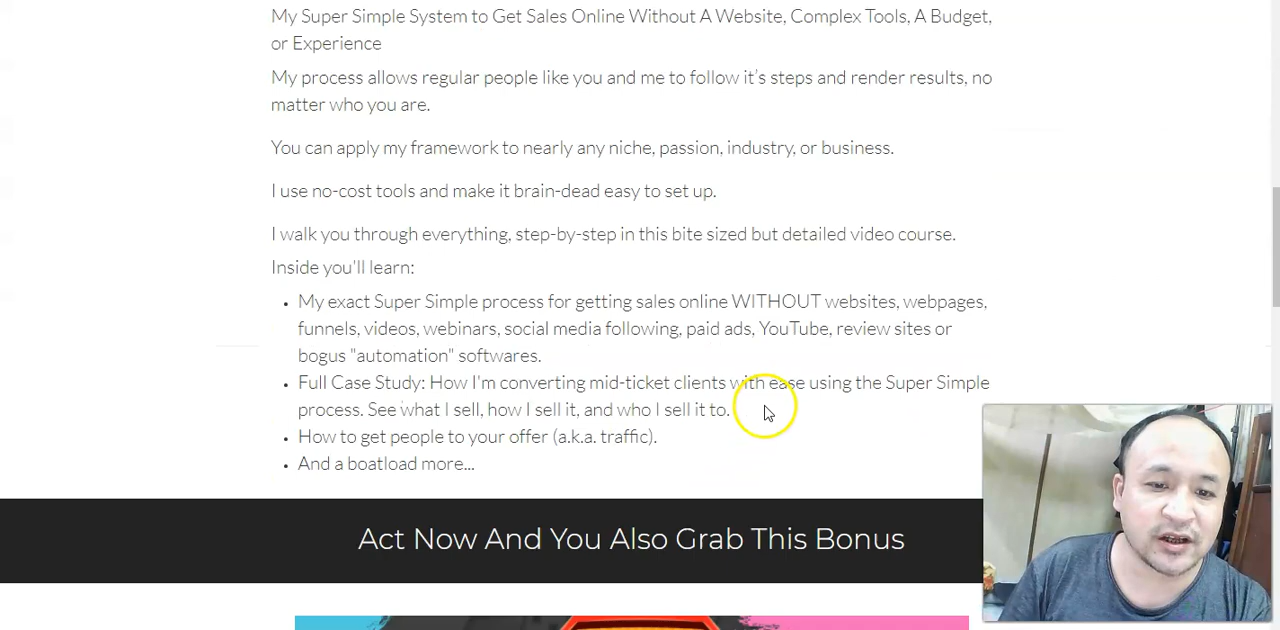 My Super Simple System to Get Sales Online Without A Website, Complex Tools, A Budget,
or Experience
My process allows regular people like you and me to follow it's steps and render results, no
matter who you are.
You can apply my framework to nearly any niche, passion, industry, or business.
I use no-cost tools and make it brain-dead easy to set up.
I walk you through everything, step-by-step in this bite sized but detailed video course.
Inside you'll learn:
• My exact Super Simple process for getting sales online WITHOUT websites, webpages,
funnels, videos, webinars, social media following, paid ads, YouTube, review sites or
bogus "automation" softwares.
• Full Case Study: How I'm converting mid-ticket clients with ease using the Super Simple
process. See what I sell, how I sell it, and who I sell it to.
• How to get people to your offer (a.k.a. traffic).
• And a boatload more...
Act Now And You Also Grab This Bonus